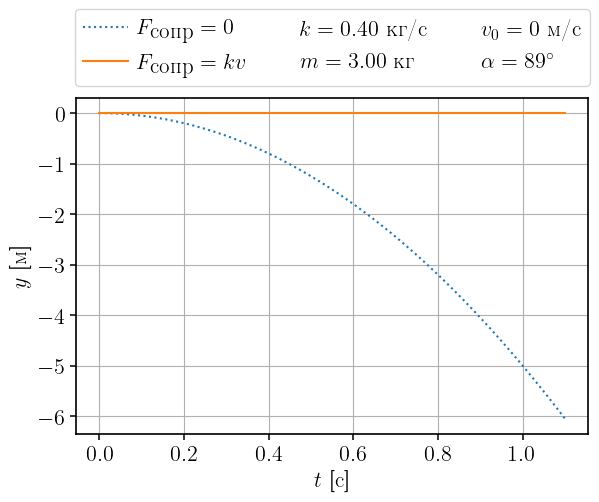 F_сопр = 0 k = 0.40 кг/с v_0 = 0 м/с
F_сопр = kv m = 3.00 кг α = 89°
0
−1
−2
−3
−4
−5
−6
y [м]
0.0 0.2 0.4 0.6 0.8 1.0
t [с]